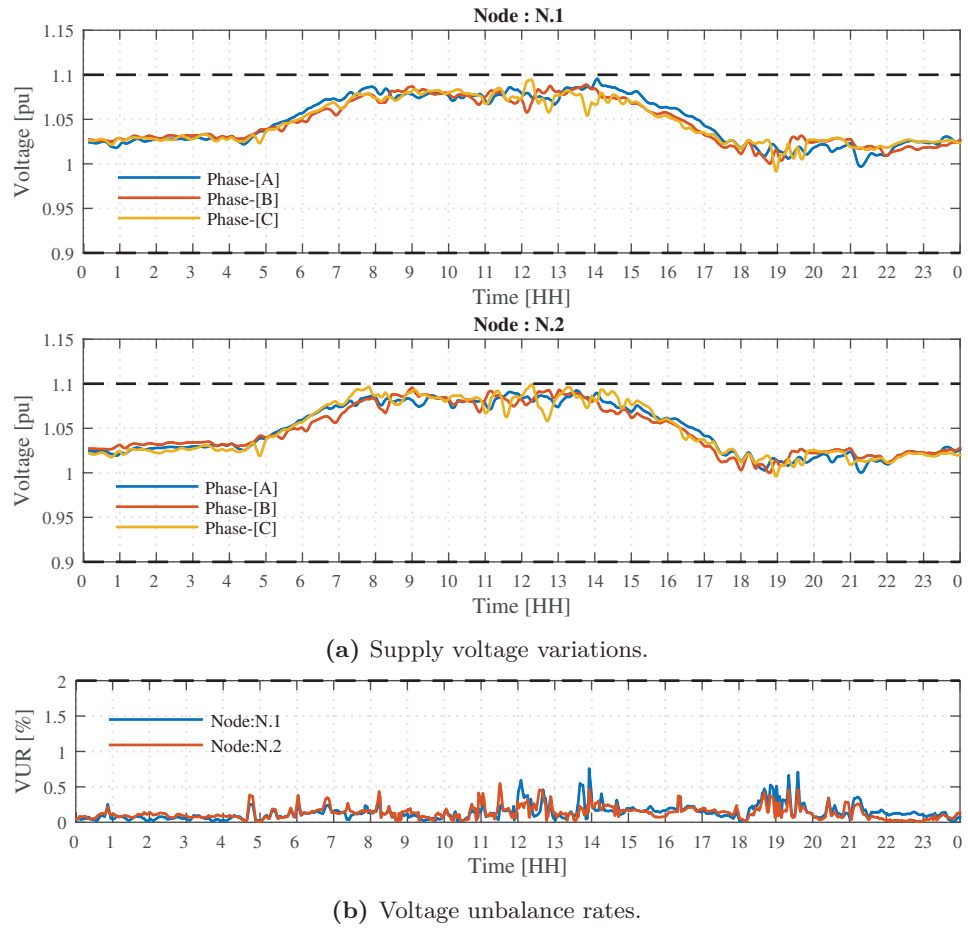 Node : N.1
1.15
1.1
1.05
1
0.95
0.9
Voltage [pu]
Phase-[A]
Phase-[B]
Phase-[C]
0 1 2 3 4 5 6 7 8 9 10 11 12 13 14 15 16 17 18 19 20 21 22 23 0
Time [HH]
Node : N.2
1.15
1.1
1.05
1
0.95
0.9
Voltage [pu]
Phase-[A]
Phase-[B]
Phase-[C]
0 1 2 3 4 5 6 7 8 9 10 11 12 13 14 15 16 17 18 19 20 21 22 23 0
Time [HH]
(a) Supply voltage variations.
2
1.5
1
0.5
0
VUR [%]
Node:N.1
Node:N.2
0 1 2 3 4 5 6 7 8 9 10 11 12 13 14 15 16 17 18 19 20 21 22 23 0
Time [HH]
(b) Voltage unbalance rates.